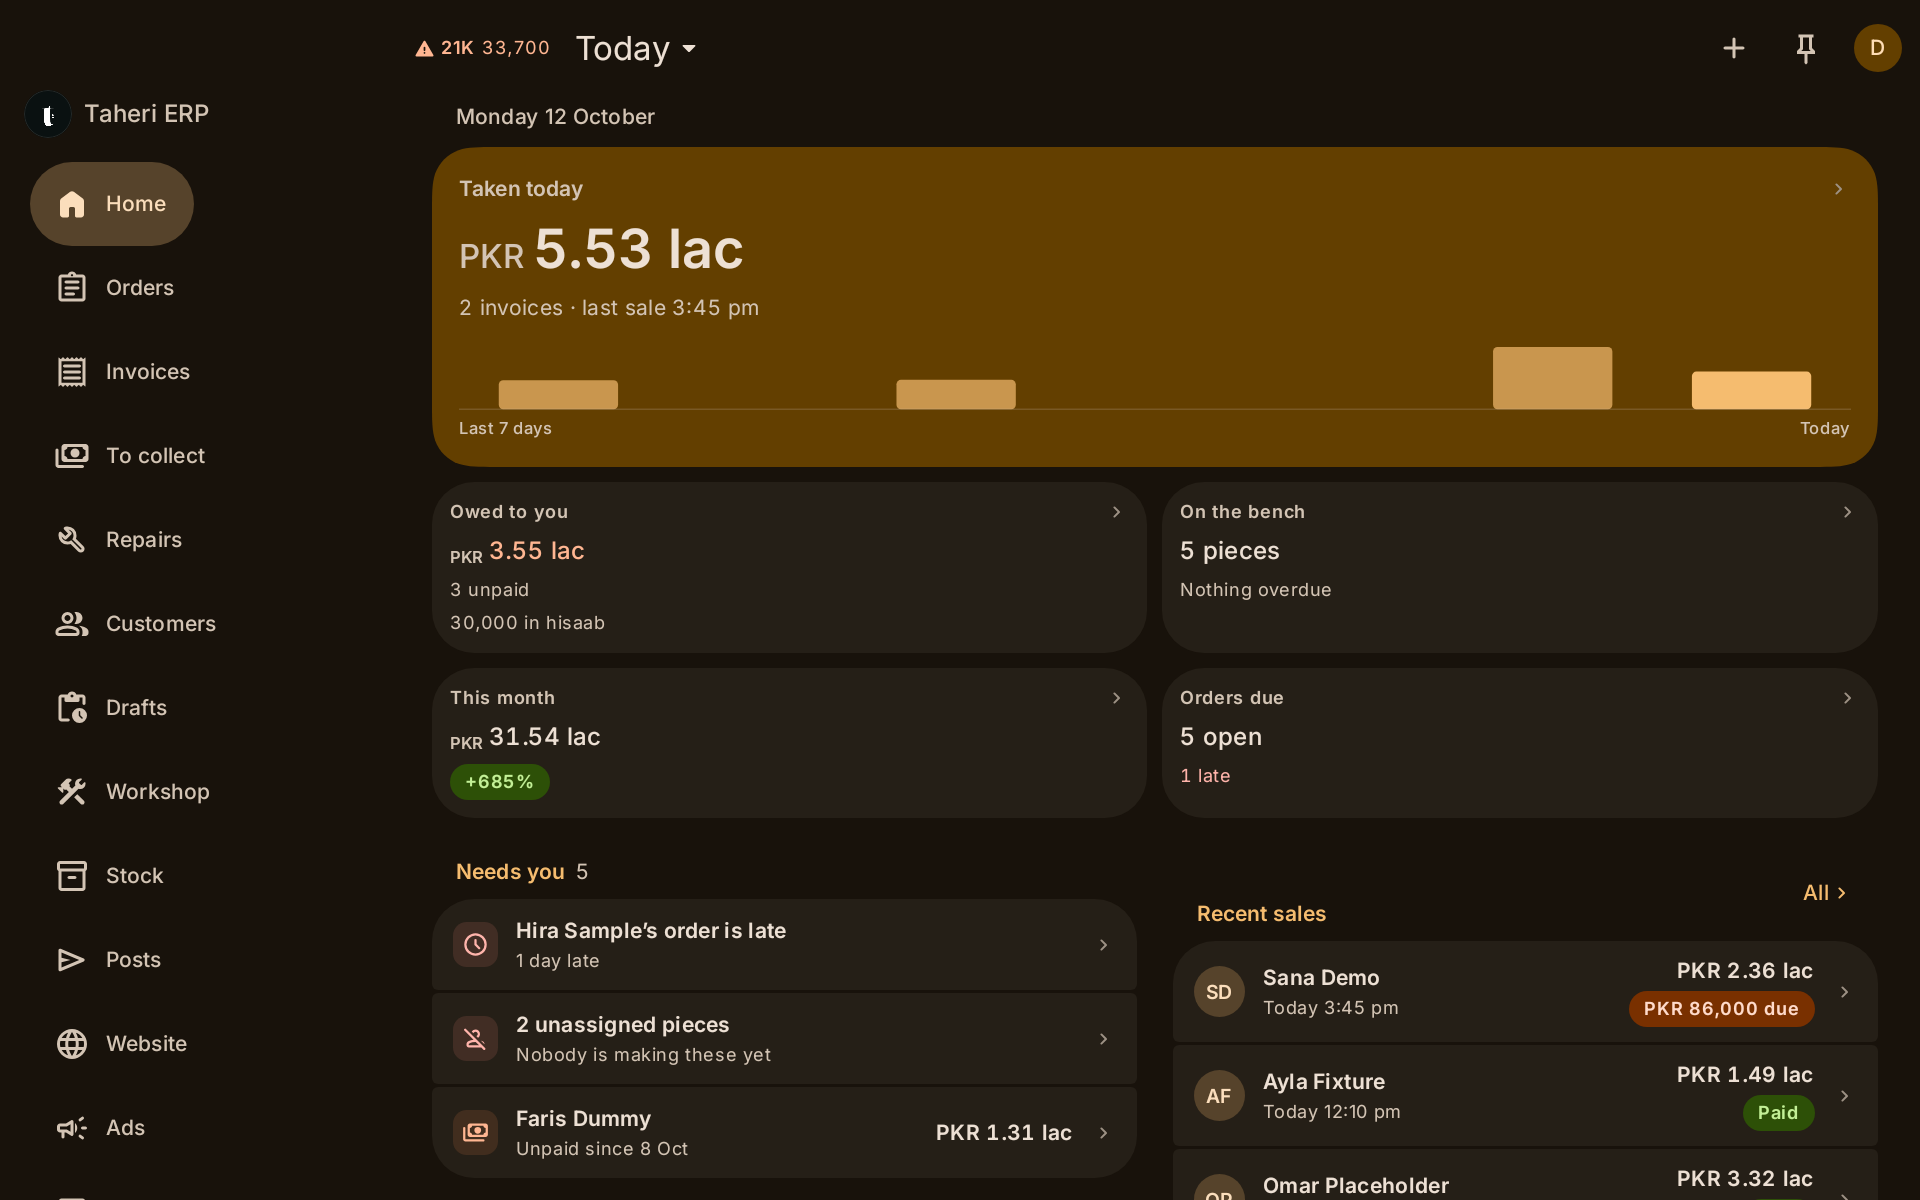 21K 33,700
Today
D
Taheri ERP
Home
Orders
Invoices
To collect
Repairs
Customers
Drafts
Workshop
Stock
Posts
Website
Ads
Monday 12 October
Taken today
PKR 5.53 lac
2 invoices · last sale 3:45 pm
Last 7 days
Today
Owed to you
PKR 3.55 lac
3 unpaid
30,000 in hisaab
On the bench
5 pieces
Nothing overdue
This month
PKR 31.54 lac
+685%
Orders due
5 open
1 late
Needs you 5
Hira Sample’s order is late
1 day late
2 unassigned pieces
Nobody is making these yet
Faris Dummy
Unpaid since 8 Oct
PKR 1.31 lac
Recent sales
All
SD
Sana Demo
Today 3:45 pm
PKR 2.36 lac
PKR 86,000 due
AF
Ayla Fixture
Today 12:10 pm
PKR 1.49 lac
Paid
OP
Omar Placeholder
PKR 3.32 lac